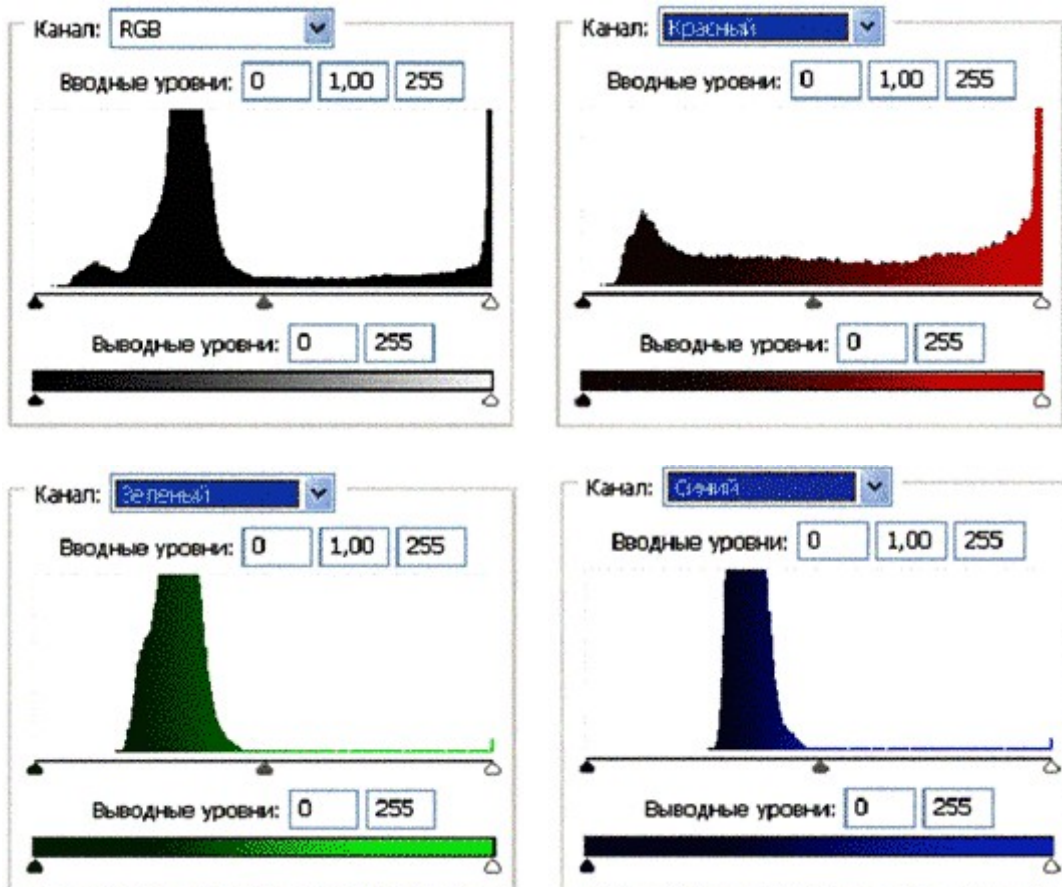 Канал: RGB
Вводные уровни: 0 1,00 255
Выводные уровни: 0 255
Канал: Красный
Вводные уровни: 0 1,00 255
Выводные уровни: 0 255
Канал: Зеленый
Вводные уровни: 0 1,00 255
Выводные уровни: 0 255
Канал: Синий
Вводные уровни: 0 1,00 255
Выводные уровни: 0 255